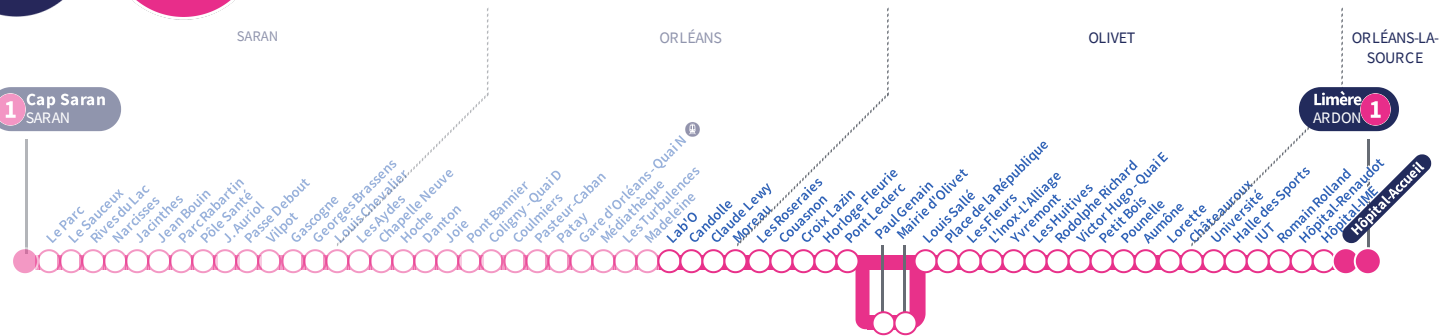 SARAN
ORLÉANS
OLIVET
ORLÉANS-LA-
SOURCE
1
Cap Saran
SARAN
Limère
ARDON
1
Le Parc
Le Sauceux
Rives du Lac
Narcisses
Jacinthes
Jean Bouin
Parc Rabartin
Pôle Santé
J. Auriol
Passe Debout
Vilpot
Gascogne
Georges Brassens
Louis Chevalier
Les Aydes
Chapelle Neuve
Hoche
Danton
Joie
Pont Bannier
Coligny - Quai D
Coulmiers
Pasteur-Caban
Patay
Gare d'Orléans - Quai N
Médiathèque
Les Turbulences
Madeleine
Lab'O
Candolle
Claude Lewy
Moreau
Les Roseraies
Couasnon
Croix Lazin
Horloge Fleurie
Pont Leclerc
Paul Genain
Mairie d'Olivet
Louis Sallé
Place de la République
Les Fleurs
L'Inox-L'Alliage
Yvremont
Les Huitives
Rodolphe Richard
Victor Hugo - Quai E
Petit Bois
Poumelle
Aumône
Lorette
Châteauroux
Université
Halle des Sports
IUT
Romain Rolland
Hôpital-Renaudot
Hôpital-IME
Hôpital-Accueil